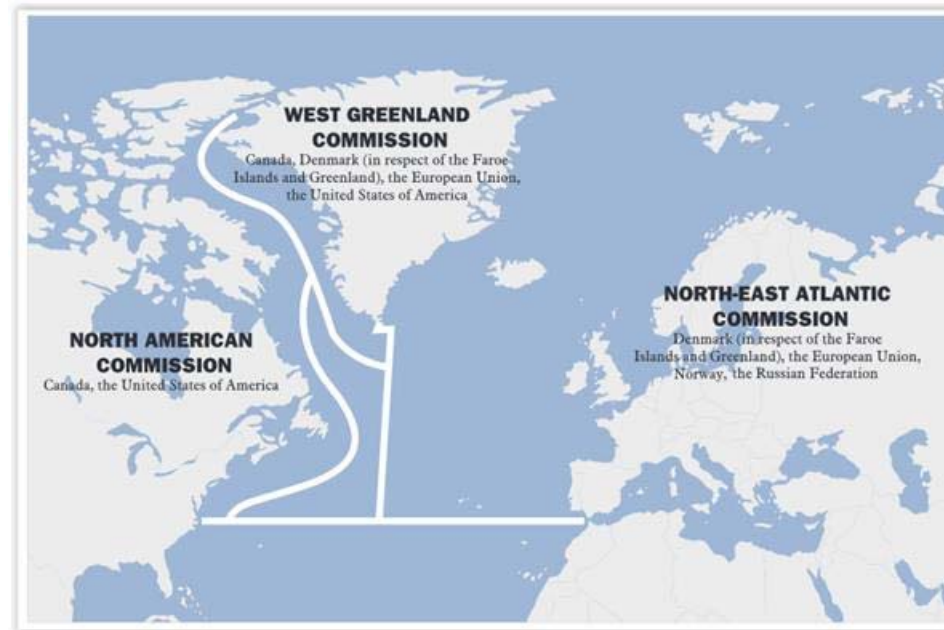 WEST GREENLAND
COMMISSION
Canada, Denmark (in respect of the Faroe
Islands and Greenland), the European Union,
the United States of America
NORTH AMERICAN
COMMISSION
Canada, the United States of America
NORTH-EAST ATLANTIC
COMMISSION
Denmark (in respect of the Faroe
Islands and Greenland), the European Union,
Norway, the Russian Federation